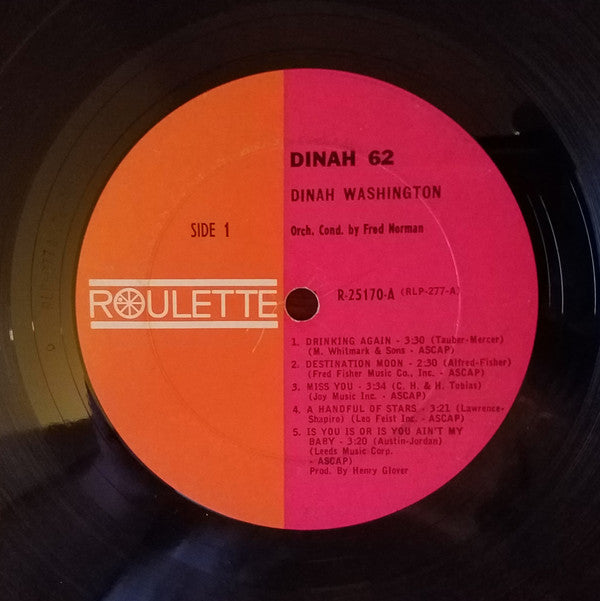 DINAH 62
DINAH WASHINGTON
SIDE 1
Orch. Cond. by Fred Norman
ROULETTE
R-25170-A (RLP-277-A)
1. DRINKING AGAIN - 3:30 (Tauber-Mercer)
(M. Whitmark & Sons - ASCAP)
2. DESTINATION MOON - 2:30 (Alfred-Fisher)
(Fred Fisher Music Co., Inc. - ASCAP)
3. MISS YOU - 3:34 (C. H. & H. Tobias)
(Joy Music Inc. - ASCAP)
4. A HANDFUL OF STARS - 3:21 (Lawrence-
Shapiro) (Leo Feist Inc. - ASCAP)
5. IS YOU IS OR IS YOU AIN'T MY
BABY - 3:20 (Austin-Jordan)
(Leeds Music Corp.
- ASCAP)
Prod. By Henry Glover